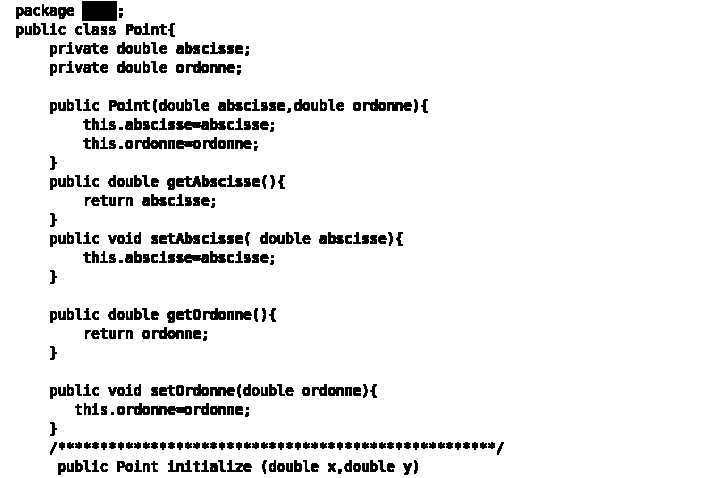 package ;
public class Point{
private double abscisse;
private double ordonne;
public Point(double abscisse,double ordonne){
this.abscisse=abscisse;
this.ordonne=ordonne;
}
public double getAbscisse(){
return abscisse;
}
public void setAbscisse( double abscisse){
this.abscisse=abscisse;
}
public double getOrdonne(){
return ordonne;
}
public void setOrdonne(double ordonne){
this.ordonne=ordonne;
}
/****************************************************/
public Point initialize (double x,double y)